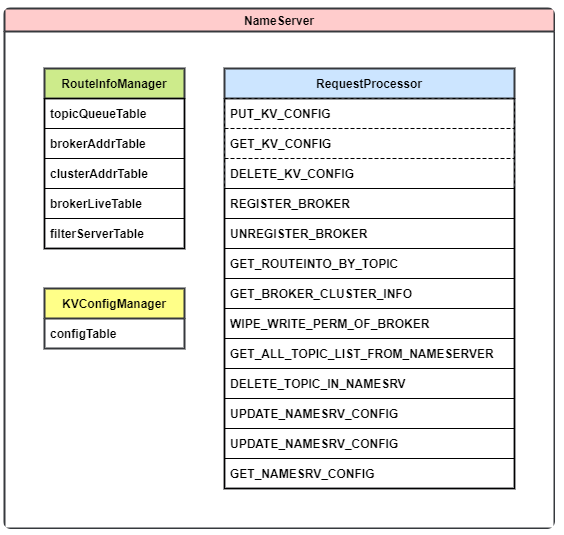 NameServer
RouteInfoManager
topicQueueTable
brokerAddrTable
clusterAddrTable
brokerLiveTable
filterServerTable
KVConfigManager
configTable
RequestProcessor
PUT_KV_CONFIG
GET_KV_CONFIG
DELETE_KV_CONFIG
REGISTER_BROKER
UNREGISTER_BROKER
GET_ROUTEINTO_BY_TOPIC
GET_BROKER_CLUSTER_INFO
WIPE_WRITE_PERM_OF_BROKER
GET_ALL_TOPIC_LIST_FROM_NAMESERVER
DELETE_TOPIC_IN_NAMESRV
UPDATE_NAMESRV_CONFIG
UPDATE_NAMESRV_CONFIG
GET_NAMESRV_CONFIG